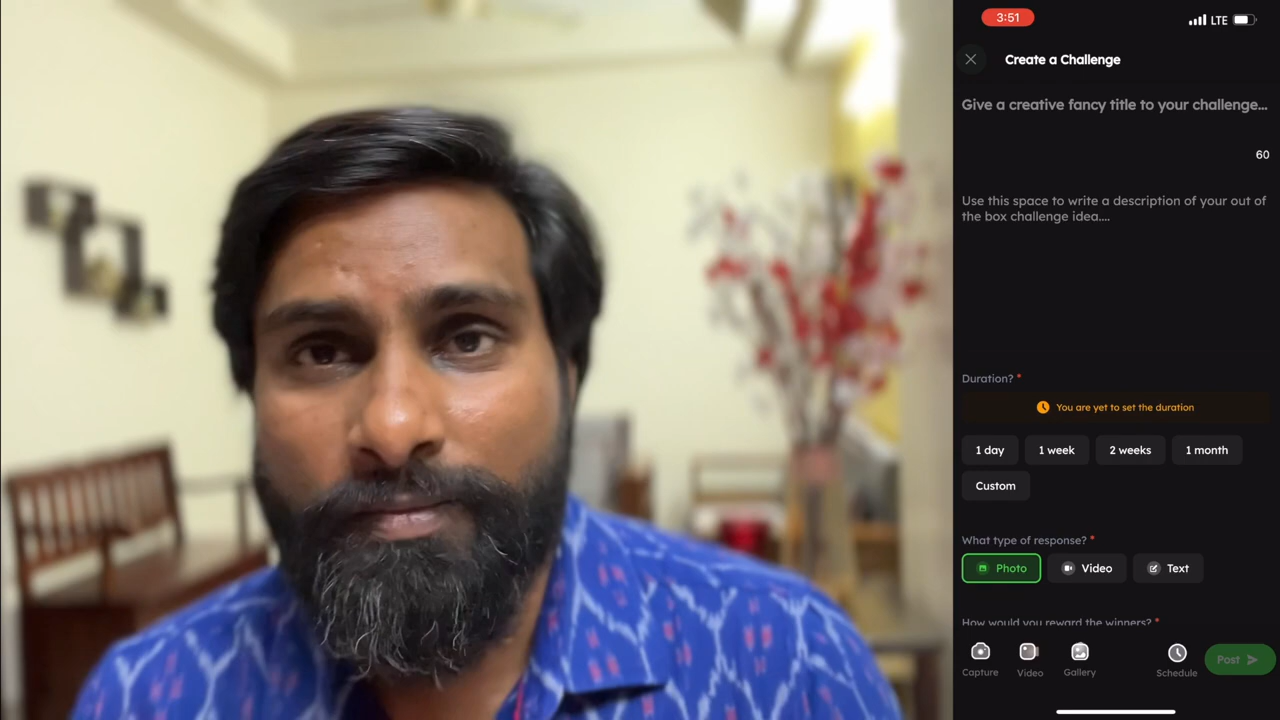 3:51
LTE
Create a Challenge
Give a creative fancy title to your challenge...
60
Use this space to write a description of your out of
the box challenge idea....
Duration? *
You are yet to set the duration
1 day 1 week 2 weeks 1 month
Custom
What type of response? *
Photo Video Text
How would you reward the winners? *
Capture Video Gallery Schedule Post